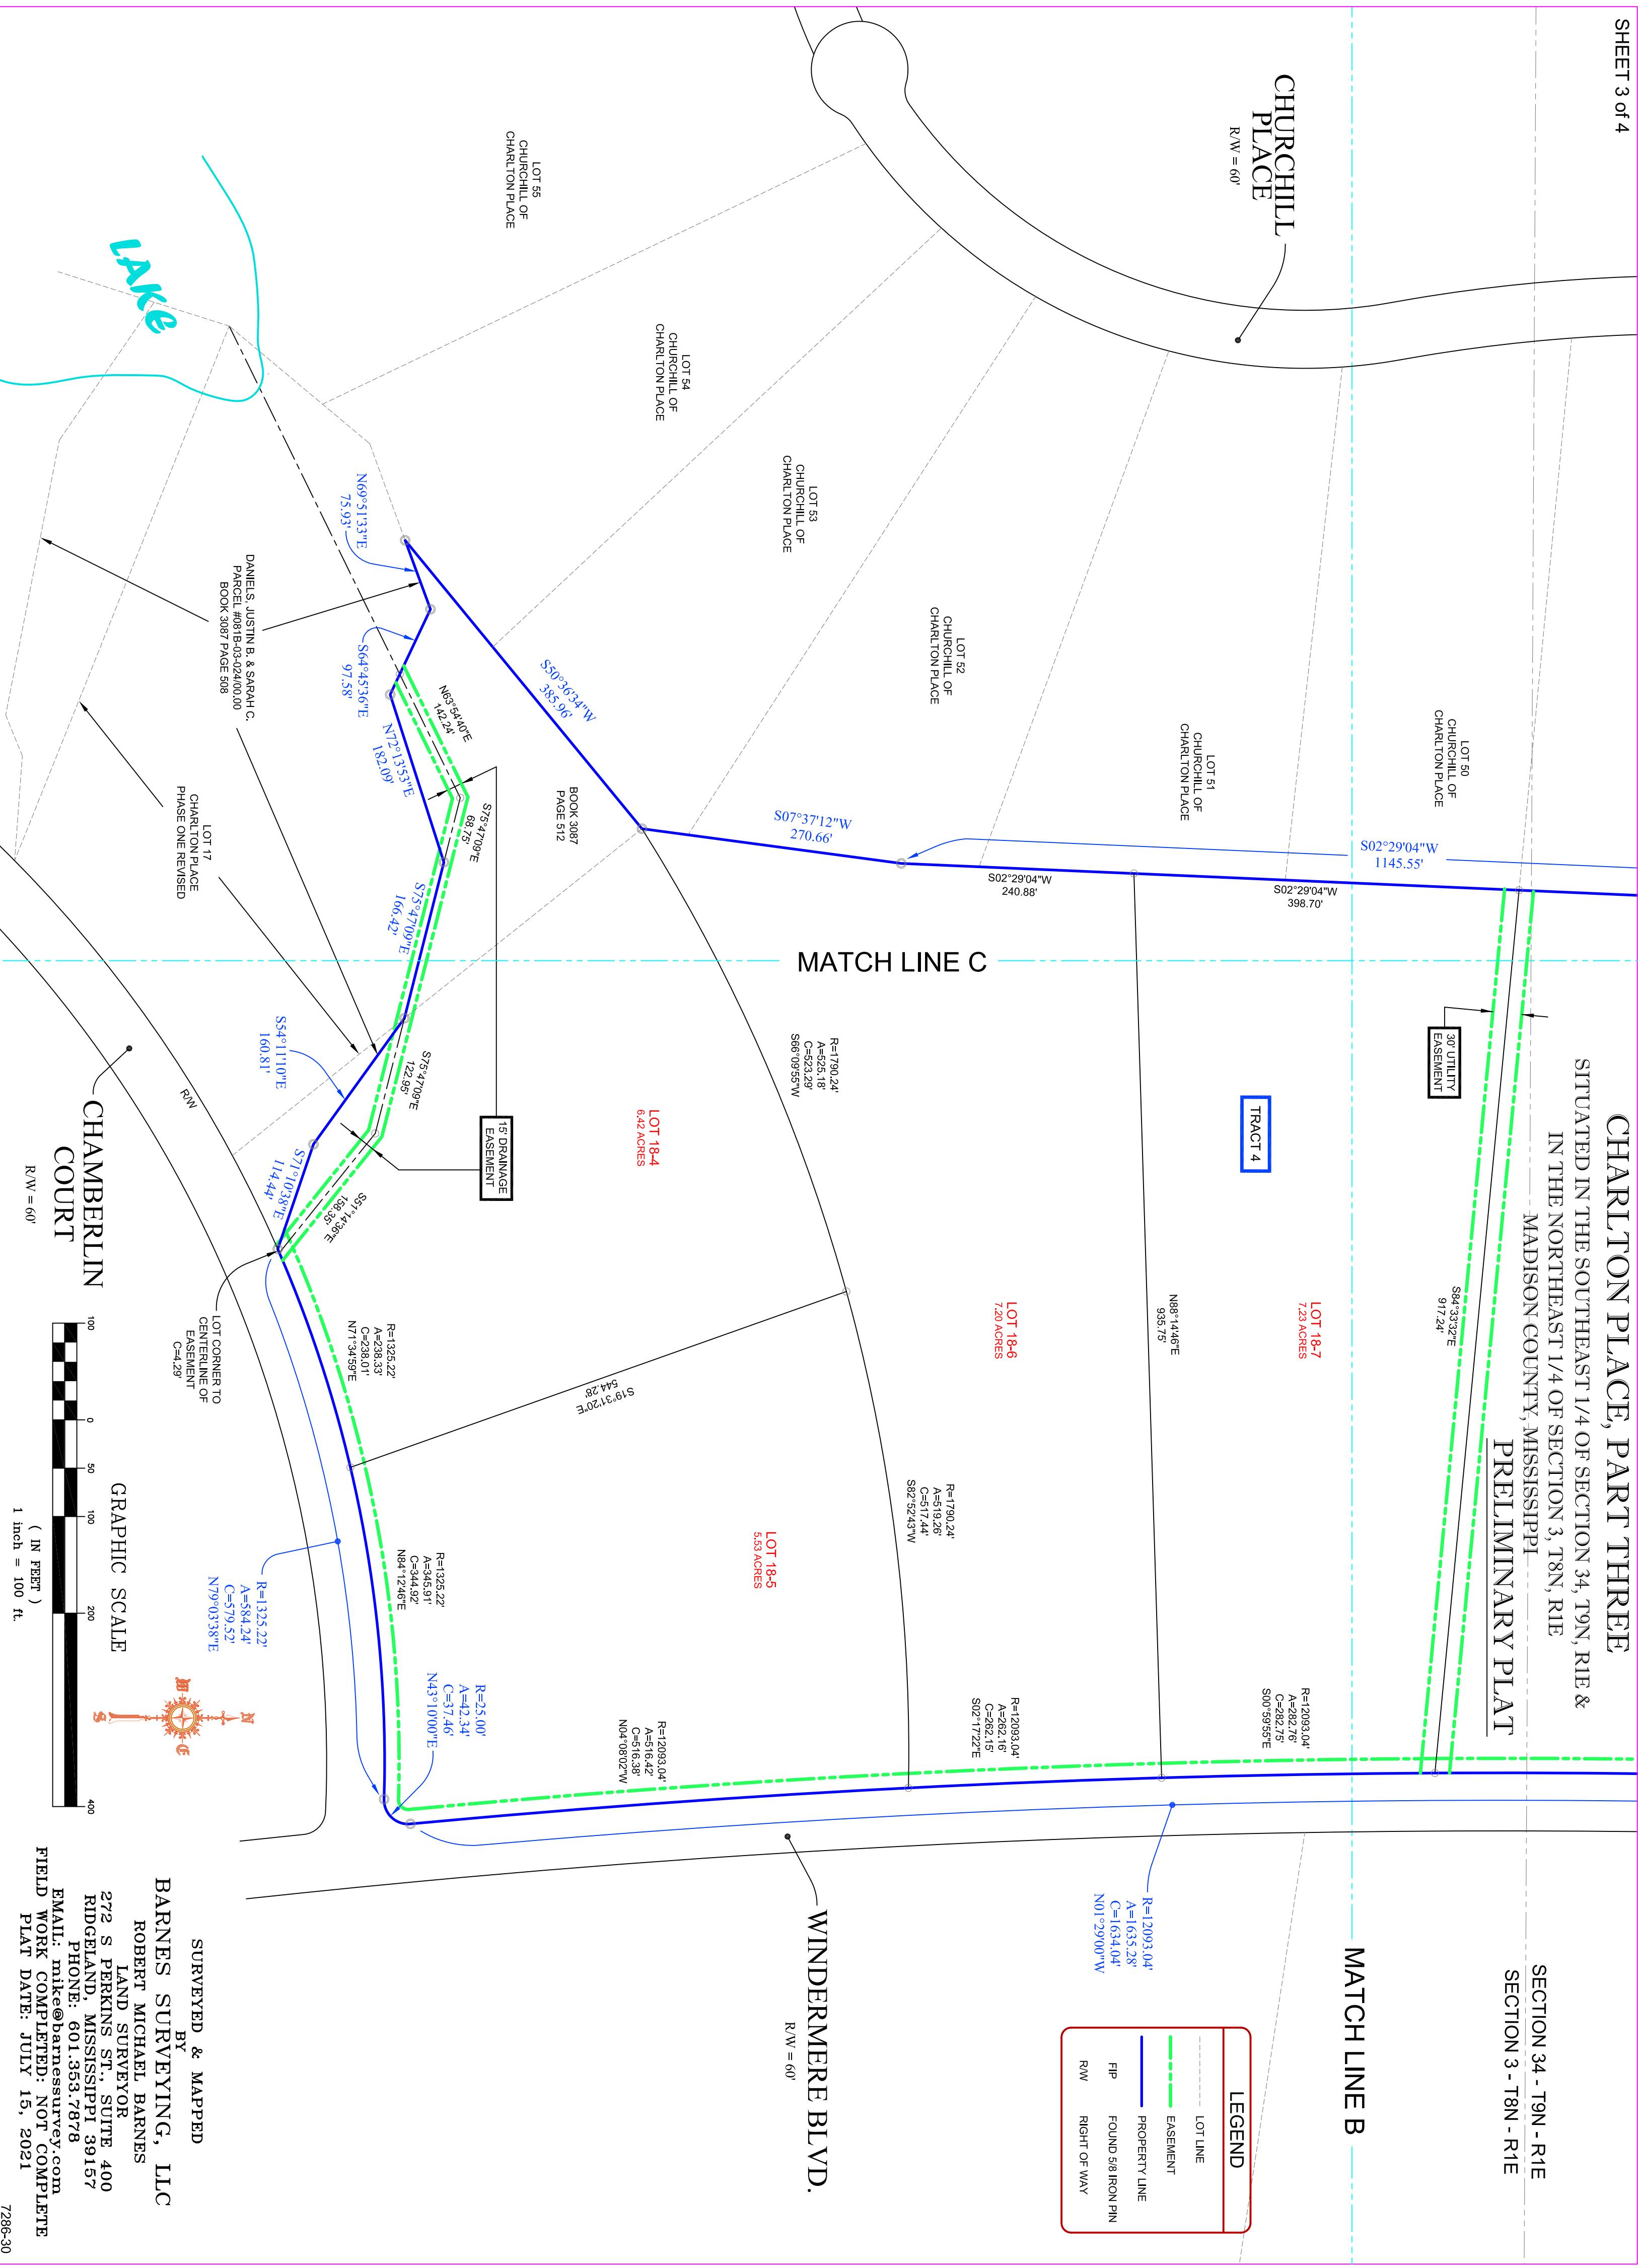 SHEET 3 of 4
CHARLTON PLACE, PART THREE
SITUATED IN THE SOUTHEAST 1/4 OF SECTION 34, T9N, R1E &
IN THE NORTHEAST 1/4 OF SECTION 3, T8N, R1E
MADISON COUNTY, MISSISSIPPI
PRELIMINARY PLAT
SECTION 34 - T9N - R1E
SECTION 3 - T8N - R1E
CHURCHILL
PLACE
R/W = 60'
LOT 50
CHURCHILL OF
CHARLTON PLACE
30' UTILITY
EASEMENT
S84°33'32"E
917.24'
S02°29'04"W
1145.55'
S02°29'04"W
398.70'
MATCH LINE B
TRACT 4
LOT 18-7
7.23 ACRES
R=12093.04'
A=282.76'
C=282.75'
S00°59'55"E
LEGEND
LOT LINE
EASEMENT
PROPERTY LINE
FIP FOUND 5/8 IRON PIN
R/W RIGHT OF WAY
LOT 51
CHURCHILL OF
CHARLTON PLACE
N88°14'46"E
935.75'
R=12093.04'
A=1635.28'
C=1634.04'
N01°29'00"W
S02°29'04"W
240.88'
LOT 18-6
7.20 ACRES
R=12093.04'
A=262.16'
C=262.15'
S02°17'22"E
LOT 52
CHURCHILL OF
CHARLTON PLACE
MATCH LINE C
R=1790.24'
A=519.26'
C=517.44'
S82°52'43"W
S07°37'12"W
270.66'
R=1790.24'
A=525.18'
C=523.29'
S66°09'55"W
WINDERMERE BLVD.
R/W = 60'
LOT 53
CHURCHILL OF
CHARLTON PLACE
LOT 18-5
5.53 ACRES
LOT 54
CHURCHILL OF
CHARLTON PLACE
LOT 18-4
6.42 ACRES
S19°31'20"E
544.28'
R=12093.04'
A=516.42'
C=516.38'
N04°08'02"W
S50°36'34"W
385.96'
BOOK 3087
PAGE 512
LOT 55
CHURCHILL OF
CHARLTON PLACE
15' DRAINAGE
EASEMENT
N63°54'40"E
142.24'
S75°47'09"E
68.75'
N69°51'33"E
75.93'
S64°45'36"E
97.58'
N72°13'53"E
182.09'
S75°47'09"E
166.42'
S75°47'09"E
122.95'
S51°14'36"E
158.35'
R=1325.22'
A=345.91'
C=344.92'
N84°12'46"E
R=25.00'
A=42.34'
C=37.46'
N43°10'00"E
R=1325.22'
A=238.33'
C=238.01'
N71°34'59"E
DANIELS, JUSTIN B. & SARAH C.
PARCEL #081B-03-024/00.00
BOOK 3087 PAGE 508
S54°11'10"E
160.81'
S71°10'38"E
114.44'
LOT 17
CHARLTON PLACE
PHASE ONE REVISED
LAKE
R/W
LOT CORNER TO
CENTERLINE OF
EASEMENT
C=4.29'
R=1325.22'
A=584.24'
C=579.52'
N79°03'38"E
N
W
E
S
CHAMBERLIN
COURT
R/W = 60'
GRAPHIC SCALE
100 0 50 100 200 400
( IN FEET )
1 inch = 100 ft.
SURVEYED & MAPPED
BY
BARNES SURVEYING, LLC
ROBERT MICHAEL BARNES
LAND SURVEYOR
272 S PERKINS ST., SUITE 400
RIDGELAND, MISSISSIPPI 39157
PHONE: 601.353.7878
EMAIL: mike@barnessurvey.com
FIELD WORK COMPLETED: NOT COMPLETE
PLAT DATE: JULY 15, 2021
7286-30